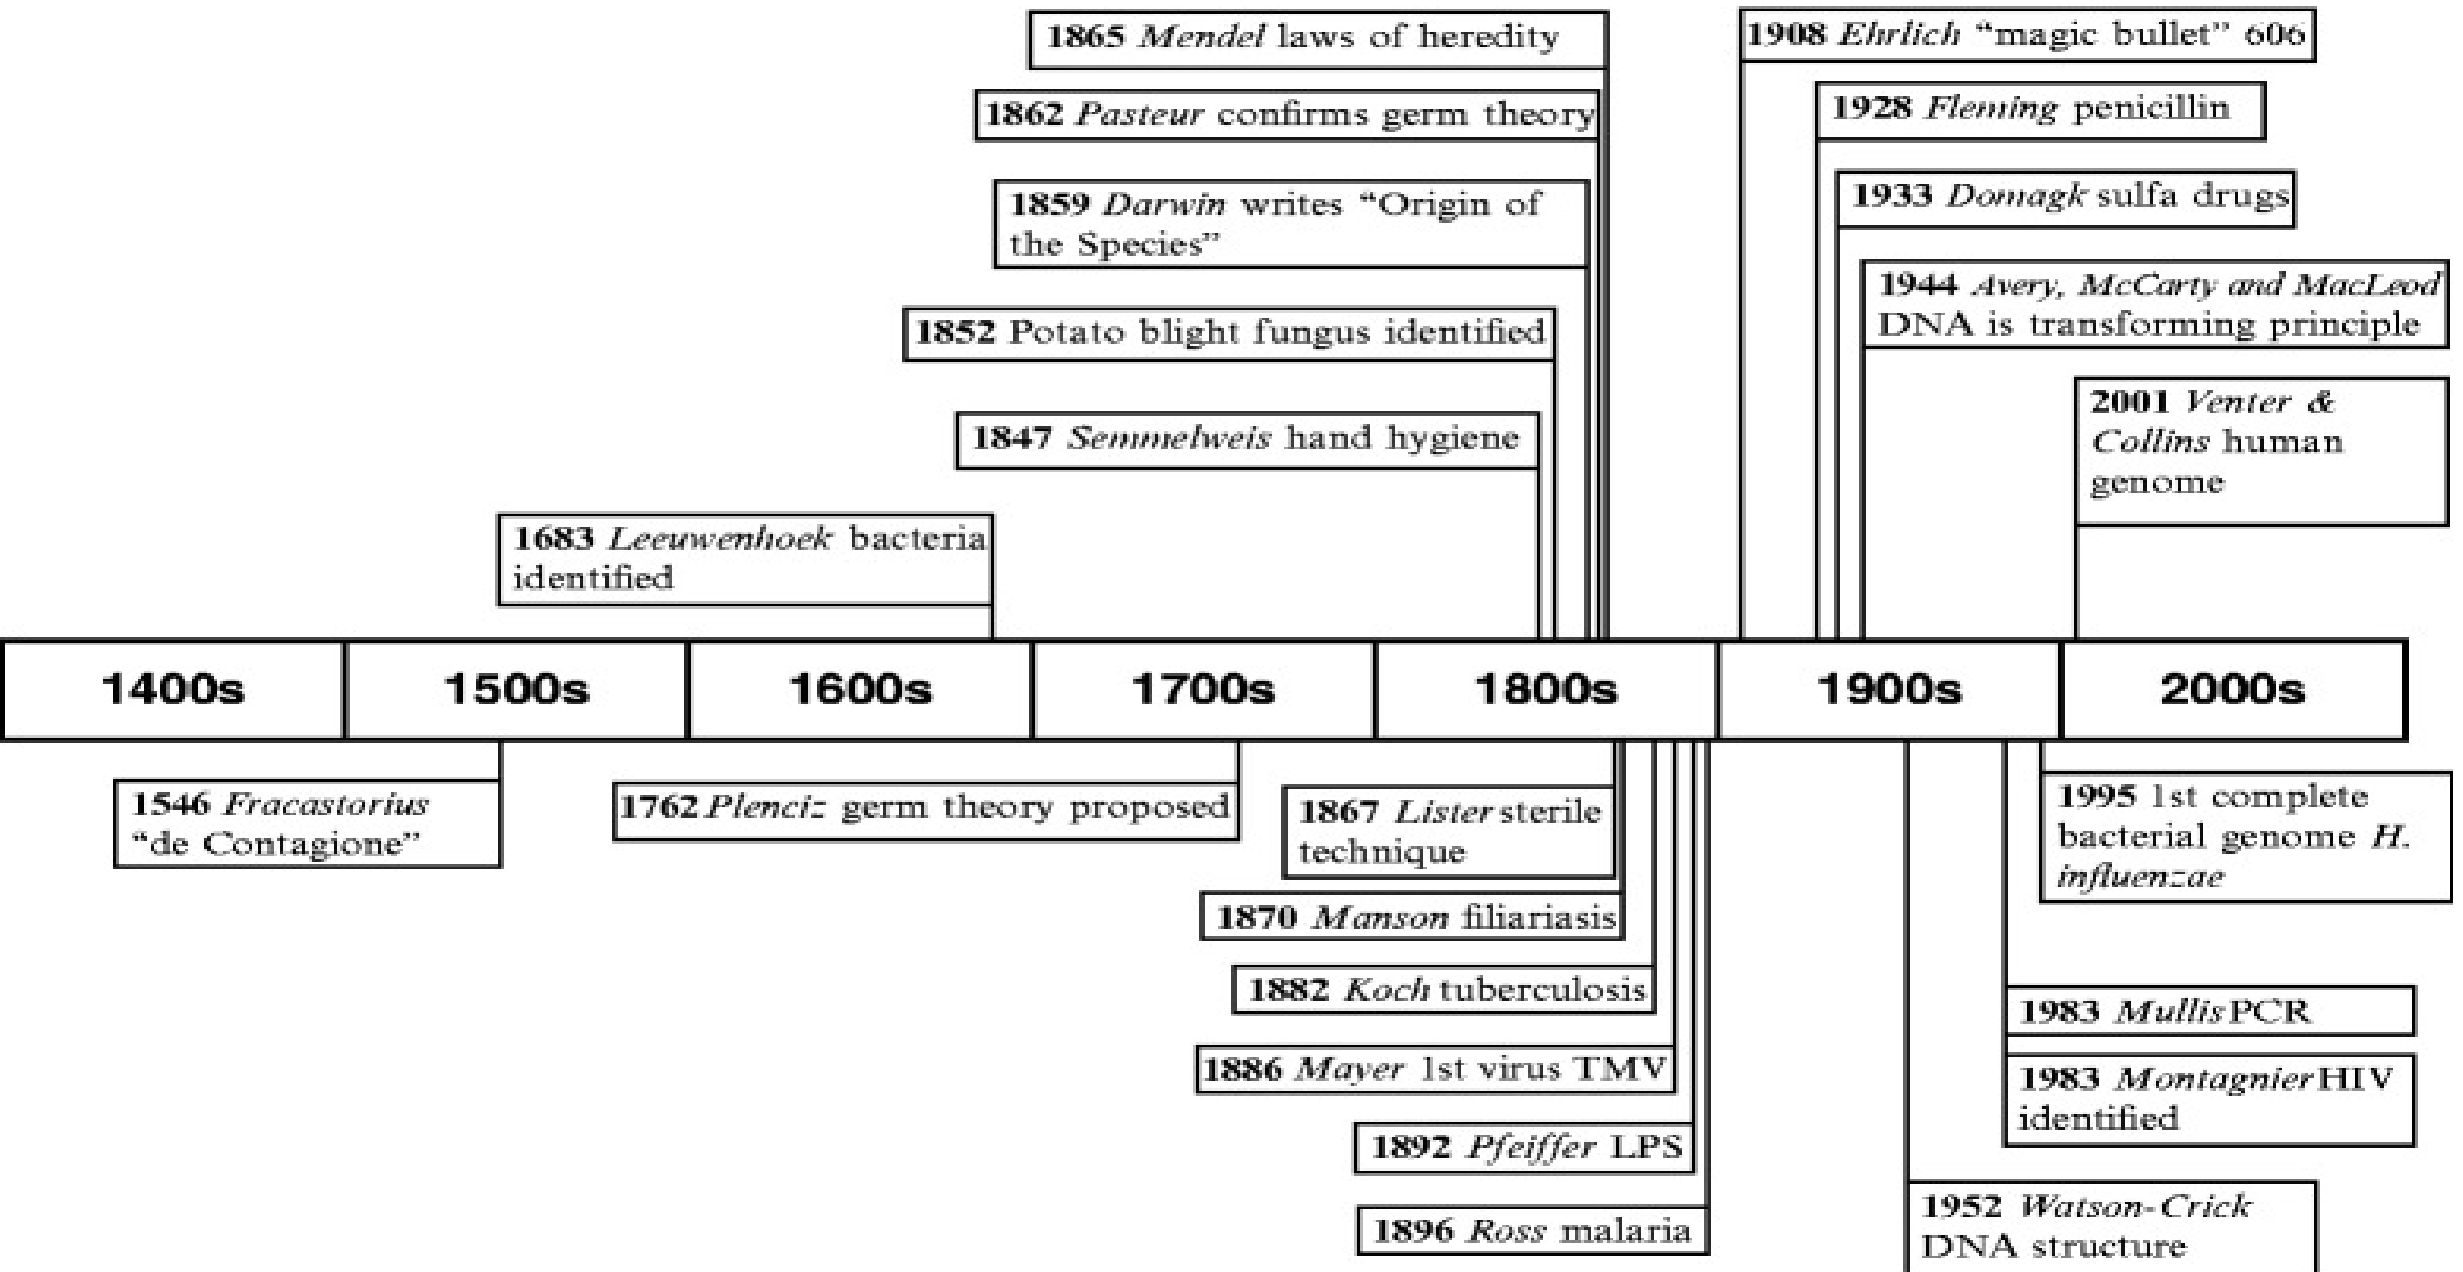 1865 Mendel laws of heredity
1862 Pasteur confirms germ theory
1859 Darwin writes “Origin of
the Species”
1852 Potato blight fungus identified
1847 Semmelweis hand hygiene
1683 Leeuwenhoek bacteria
identified
1908 Ehrlich “magic bullet” 606
1928 Fleming penicillin
1933 Domagk sulfa drugs
1944 Avery, McCarty and MacLeod
DNA is transforming principle
2001 Venter &
Collins human
genome
1400s
1500s
1600s
1700s
1800s
1900s
2000s
1546 Fracastorius
“de Contagione”
1762 Plenciz germ theory proposed
1867 Lister sterile
technique
1870 Manson filiariasis
1882 Koch tuberculosis
1886 Mayer 1st virus TMV
1892 Pfeiffer LPS
1896 Ross malaria
1995 1st complete
bacterial genome H.
influenzae
1983 Mullis PCR
1983 Montagnier HIV
identified
1952 Watson-Crick
DNA structure